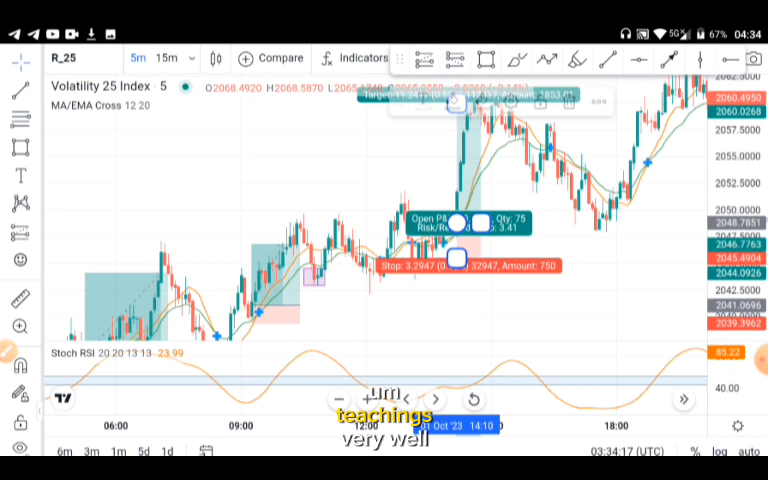 5G 67% 04:34
R_25 5m 15m Compare Indicators
Volatility 25 Index · 5
O2068.4920 H2068.5870
MA/EMA Cross 12 20
2060.4950
2060.0268
2057.5000
2055.0000
2052.5000
2050.0000
2048.7851
2046.7763
2045.4904
2044.0926
2042.5000
2041.0696
2039.3962
Qty: 75
3.41
Stop: 3.2947 32947, Amount: 750
Stoch RSI 20 20 13 13 23.99
85.22
40.00
um
teachings
very well
06:00 09:00 12:00 01 Oct '23 14:10 18:00
6m 3m 1m 5d 1d 03:34:17 (UTC) % log auto